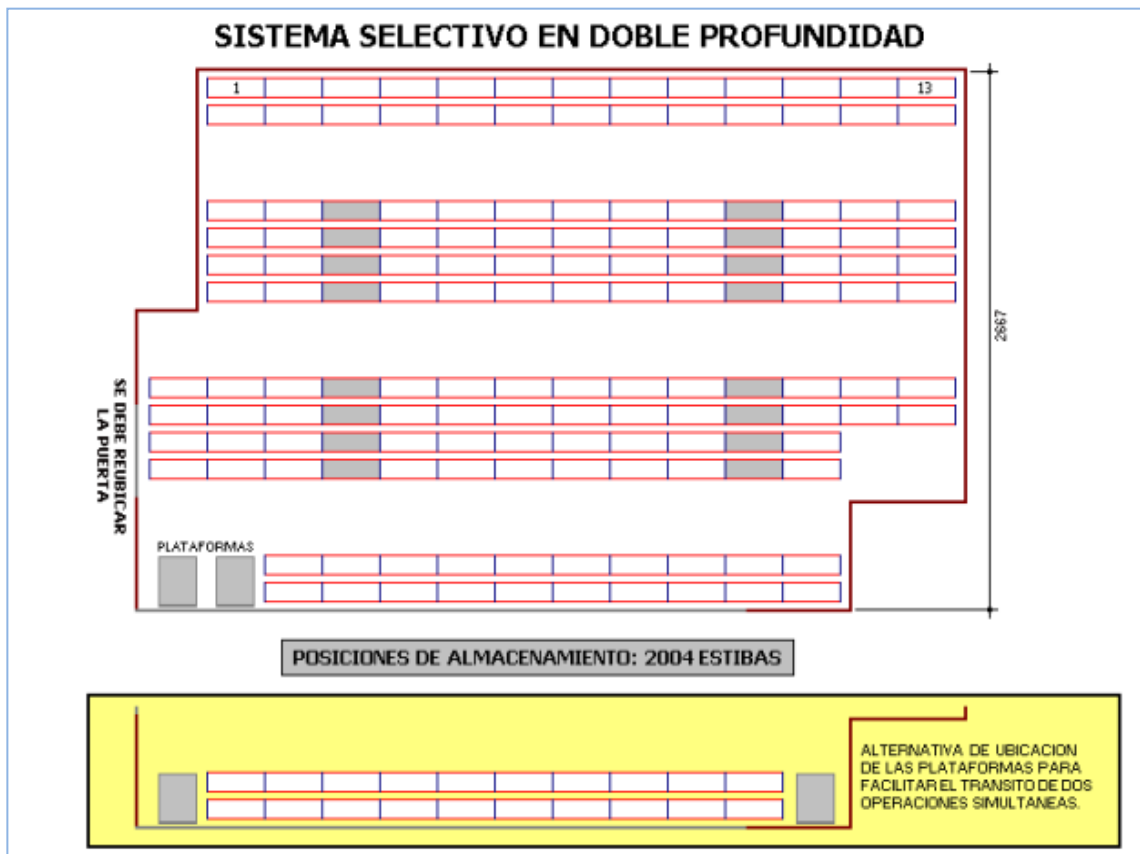 SISTEMA SELECTIVO EN DOBLE PROFUNDIDAD
1
13
2667
SE DEBE REUBICAR
LA PUERTA
PLATAFORMAS
POSICIONES DE ALMACENAMIENTO: 2004 ESTIBAS
ALTERNATIVA DE UBICACION
DE LAS PLATAFORMAS PARA
FACILITAR EL TRANSITO DE DOS
OPERACIONES SIMULTANEAS.